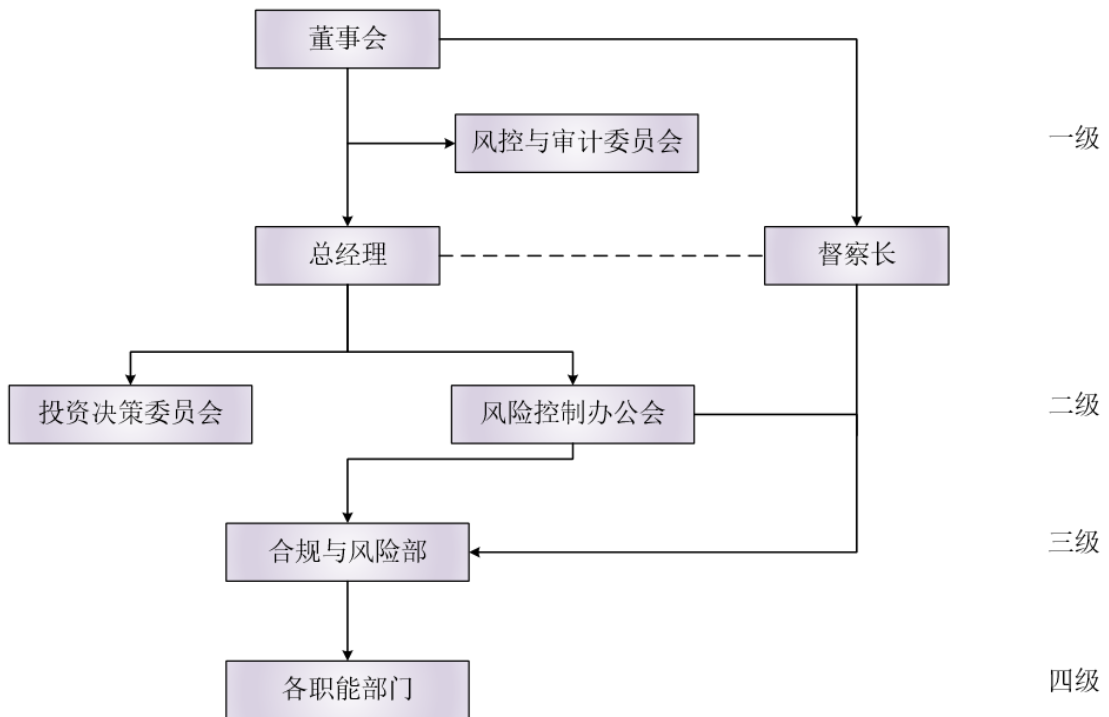 董事会
风控与审计委员会
一级
总经理
督察长
投资决策委员会
风险控制办公会
二级
合规与风险部
三级
各职能部门
四级